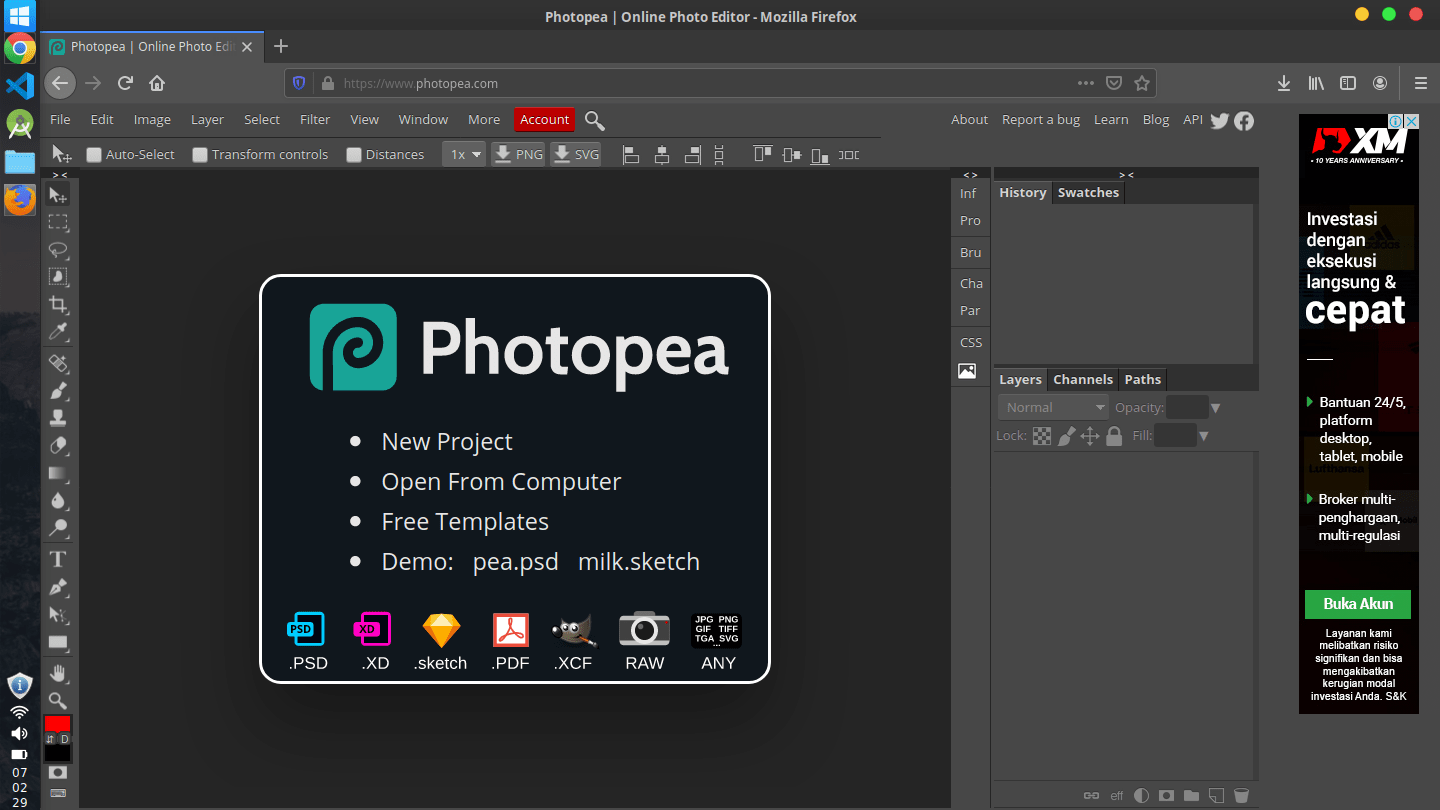 Photopea | Online Photo Editor - Mozilla Firefox
Photopea | Online Photo Edi
https://www.photopea.com
File Edit Image Layer Select Filter View Window More Account
About Report a bug Learn Blog API
Auto-Select Transform controls Distances 1x PNG SVG
> <
< >
> <
Inf
Pro
Bru
Cha
Par
CSS
History Swatches
Layers Channels Paths
Normal Opacity:
Lock: Fill:
eff
Photopea
New Project
Open From Computer
Free Templates
Demo: pea.psd milk.sketch
PSD
XD
JPG PNG
GIF TIFF
TGA SVG
...
.PSD .XD .sketch .PDF .XCF RAW ANY
T
D
07
02
29
XM
- 10 YEARS ANNIVERSARY -
Investasi
dengan
eksekusi
langsung &
cepat
Bantuan 24/5,
platform
desktop,
tablet, mobile
Broker multi-
penghargaan,
multi-regulasi
Buka Akun
Layanan kami
melibatkan risiko
signifikan dan bisa
mengakibatkan
kerugian modal
investasi Anda. S&K